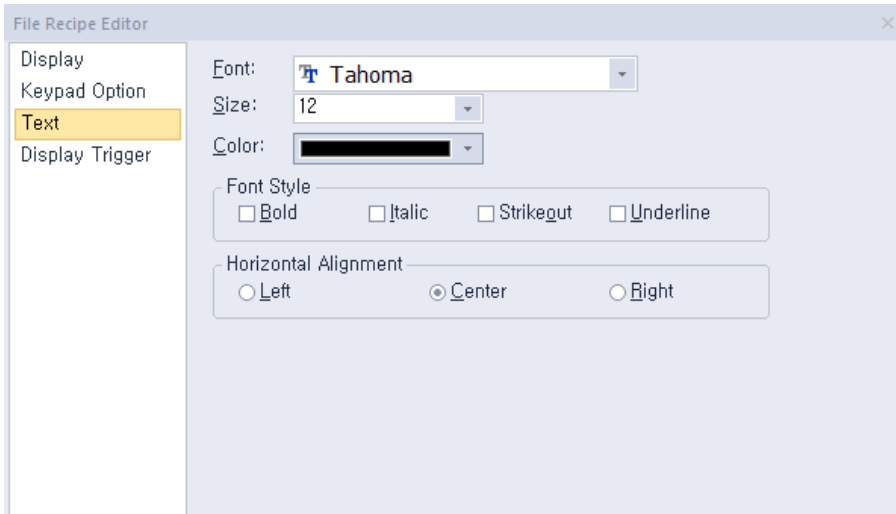 File Recipe Editor
Display
Keypad Option
Text
Display Trigger
Font: Tahoma
Size: 12
Color:
Font Style
Bold Italic Strikeout Underline
Horizontal Alignment
Left Center Right